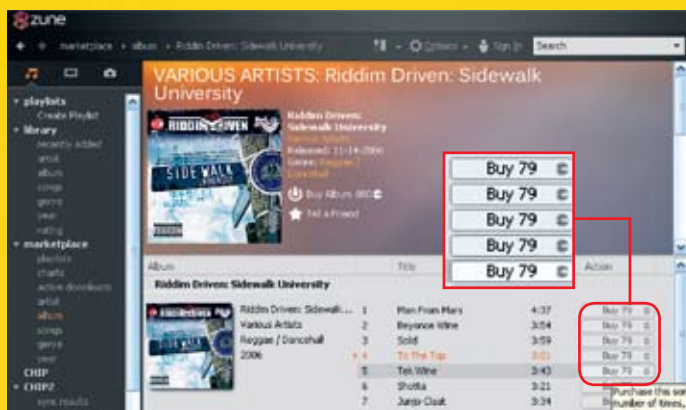 zune
marketplace album Riddim Driven: Sidewalk University
Options Sign In Search
VARIOUS ARTISTS: Riddim Driven: Sidewalk
University
RIDDIM DRIVEN
SIDE WALK
Riddim Driven:
Sidewalk University
Various Artists
Released: 11-14-2006
Genre: Reggae /
Dancehall
Buy Album
Tell a Friend
playlists
Create Playlist
library
recently added
artist
album
songs
genre
year
rating
marketplace
playlists
charts
active downloads
artist
album
songs
genre
year
CHIP
CHIP2
sync results
Buy 79
Buy 79
Buy 79
Buy 79
Buy 79
Album Title Action
Riddim Driven: Sidewalk University
Riddim Driven: Sidewalk... 1 Man From Mars 4:37 Buy 79
Various Artists 2 Beyonce Wine 3:54 Buy 79
Reggae / Dancehall 3 Sold 3:59 Buy 79
2006 4 To The Top 3:01 Buy 79
5 Tek Wine 3:43 Buy 79
6 Shotta 3:21
7 3:34
Purchase this son
number of times,